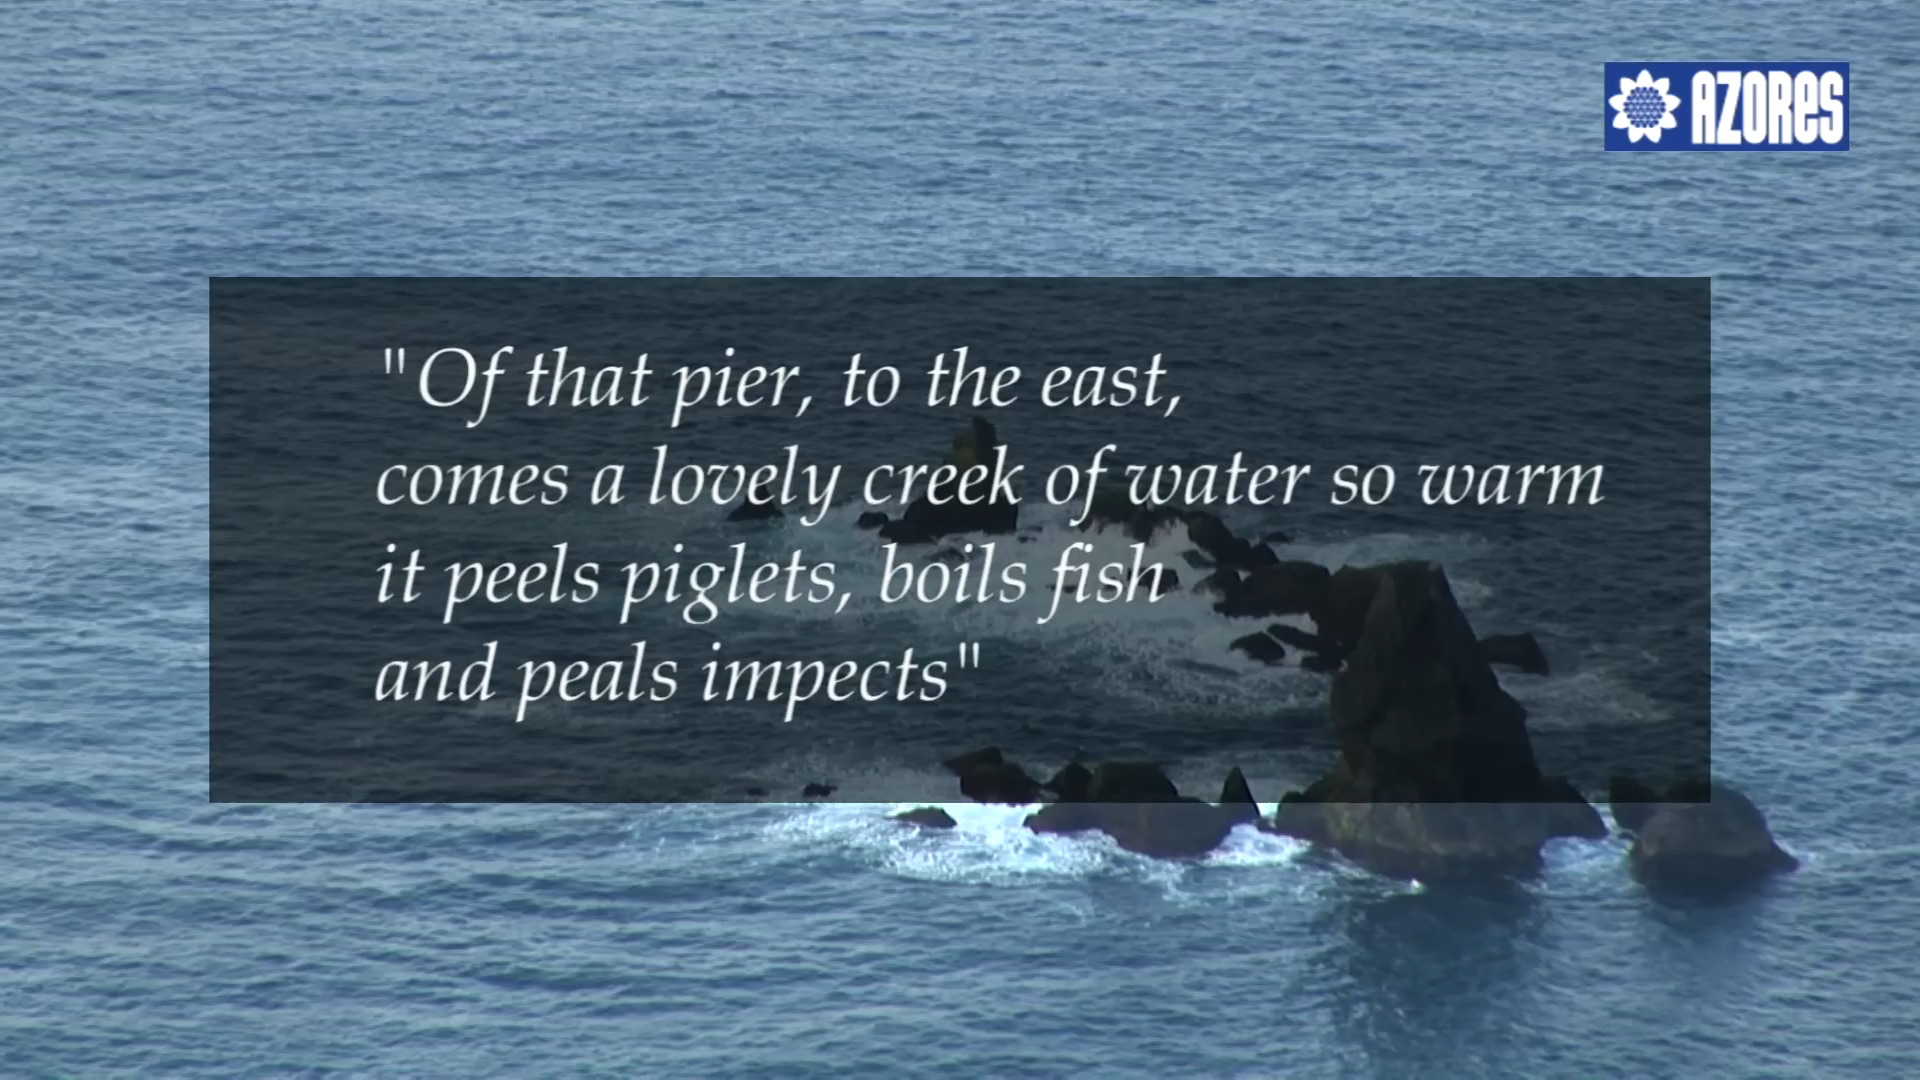 AZORES
"Of that pier, to the east,
comes a lovely creek of water so warm
it peels piglets, boils fish
and peals impects"